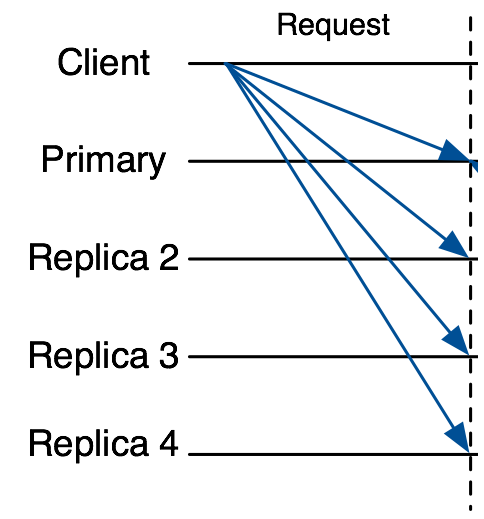 Request
Client
Primary
Replica 2
Replica 3
Replica 4